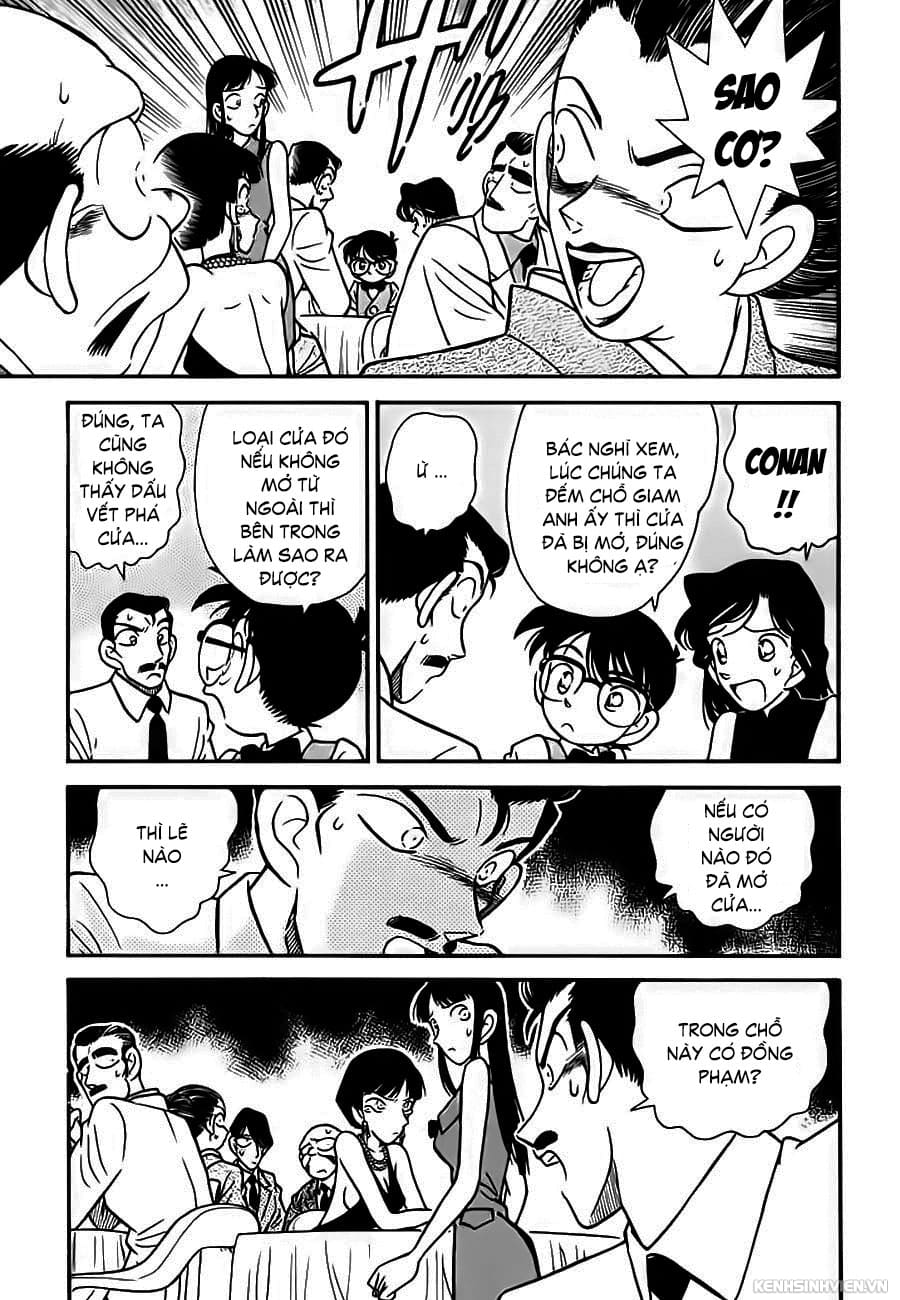 SAO
CƠ?
CONAN
!!
BÁC NGHĨ XEM,
LÚC CHÚNG TA
ĐẾM CHỖ GIAM
ANH ẤY THÌ CỬA
ĐÃ BỊ MỞ, ĐÚNG
KHÔNG Ạ?
Ừ ...
LOẠI CỬA ĐÓ
NẾU KHÔNG
MỞ TỪ
NGOÀI THÌ
BÊN TRONG
LÀM SAO RA
ĐƯỢC?
ĐÚNG, TA
CŨNG
KHÔNG
THẤY DẤU
VẾT PHÁ
CỬA...
NẾU CÓ
NGƯỜI
NÀO ĐÓ
ĐÃ MỞ
CỬA...
THÌ LẼ
NÀO
...
TRONG CHỖ
NÀY CÓ ĐỒNG
PHẠM?
KENHSINHVIEN.VN